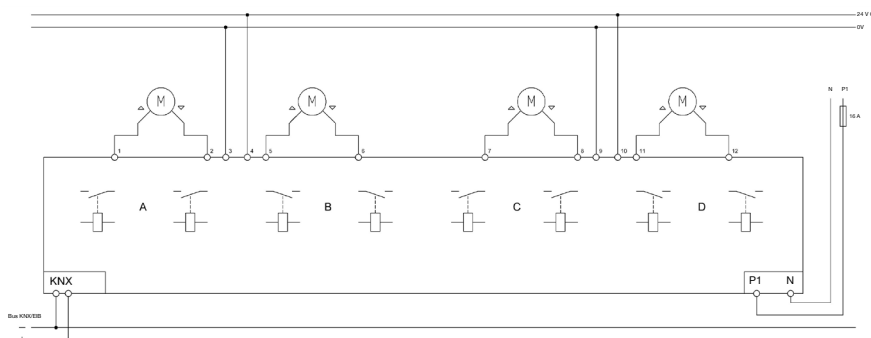 24 V
0V
M M M M
N P1
16 A
1 2 3 4 5 6 7 8 9 10 11 12
A B C D
KNX P1 N
Bus KNX/EIB